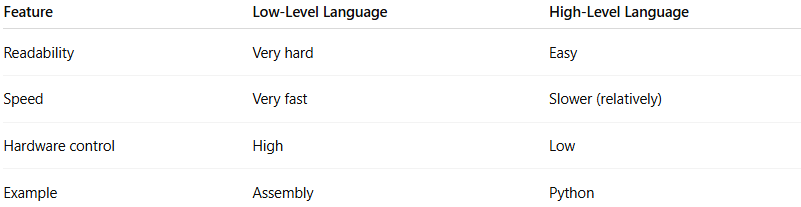 Feature Low-Level Language High-Level Language
Readability Very hard Easy
Speed Very fast Slower (relatively)
Hardware control High Low
Example Assembly Python